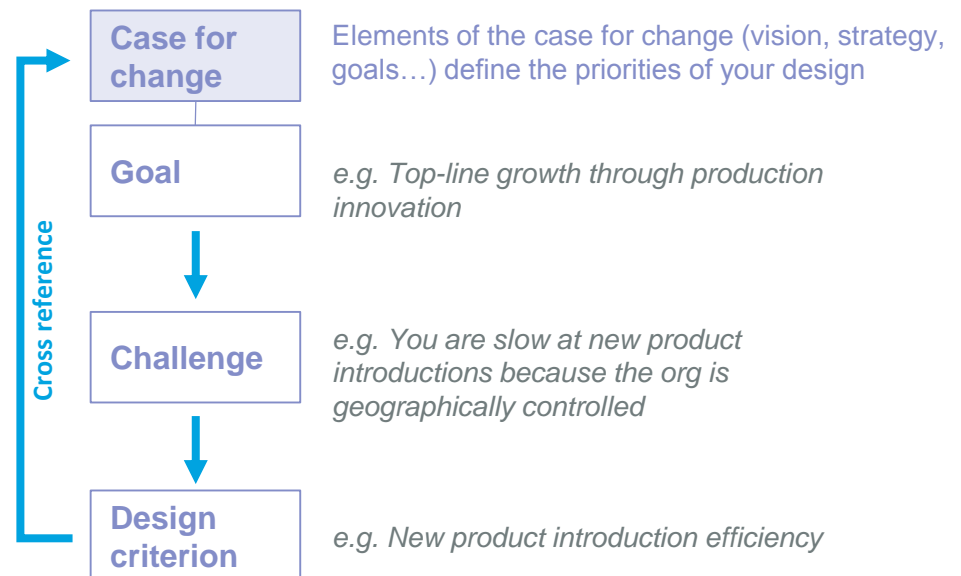 Case for
change
Elements of the case for change (vision, strategy,
goals…) define the priorities of your design
Goal
e.g. Top-line growth through production
innovation
Cross reference
Challenge
e.g. You are slow at new product
introductions because the org is
geographically controlled
Design
criterion
e.g. New product introduction efficiency